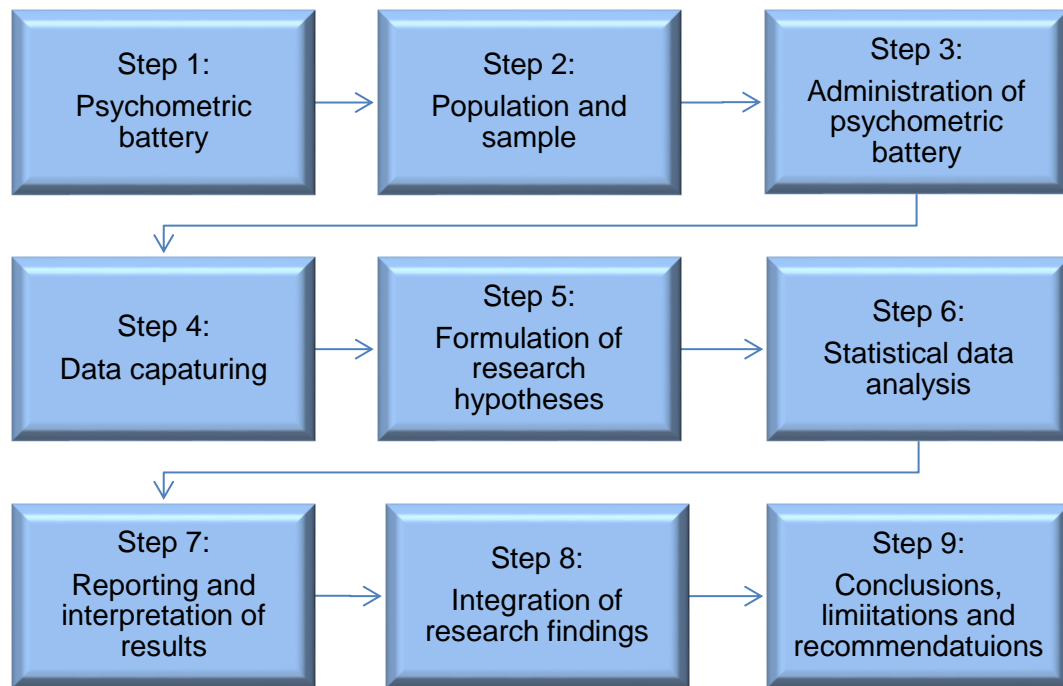 Step 1:
Psychometric
battery
Step 2:
Population and
sample
Step 3:
Administration of
psychometric
battery
Step 4:
Data capaturing
Step 5:
Formulation of
research
hypotheses
Step 6:
Statistical data
analysis
Step 7:
Reporting and
interpretation of
results
Step 8:
Integration of
research findings
Step 9:
Conclusions,
limiitations and
recommendatuions